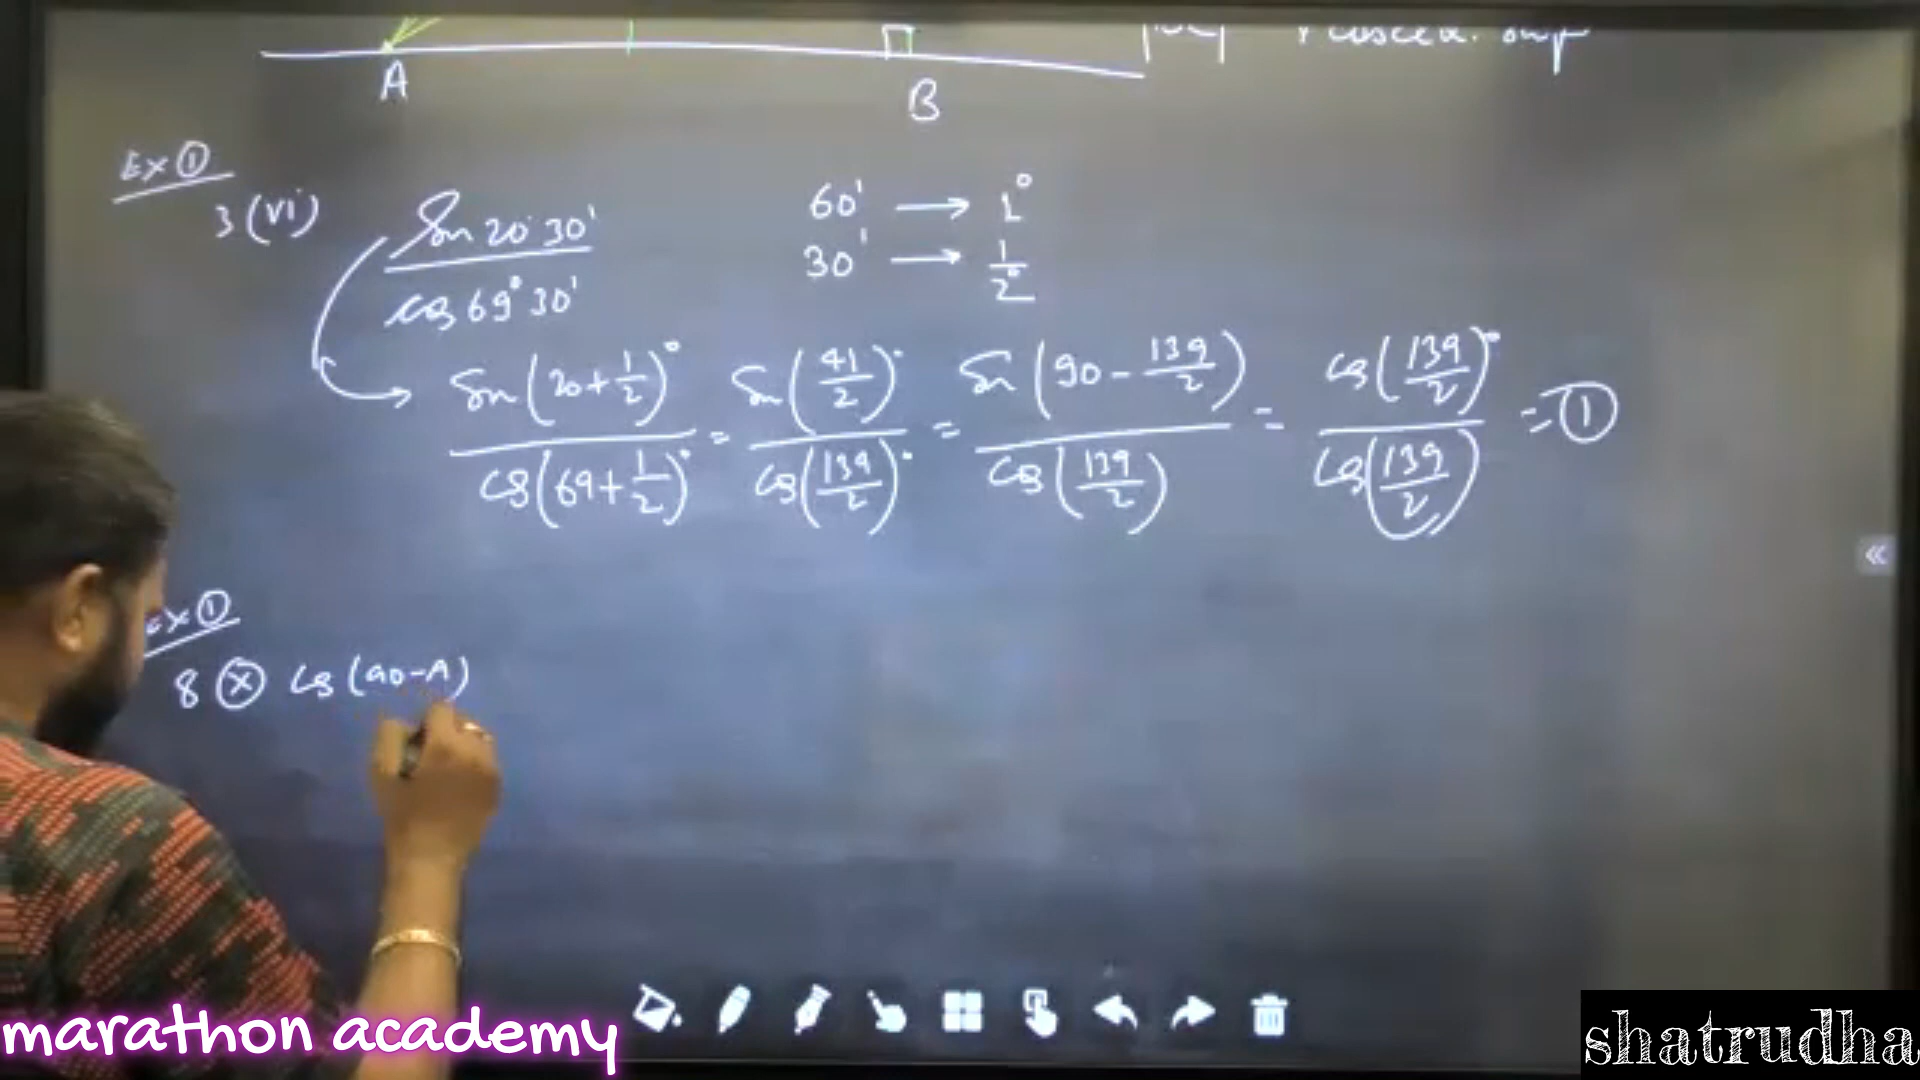 A B
Ex ①
3 (vi) Sin 20° 30' / cos 69° 30'
60' → 1°
30' → 1/2°
Sin (20 + 1/2)° / cos (69 + 1/2)° = Sin (41/2)° / cos (139/2)° = Sin (90 - 139/2) / cos (139/2) = cos (139/2)° / cos (139/2) = ①
Ex ①
8 ⓧ cos (90-A)
marathon academy
shatrudha